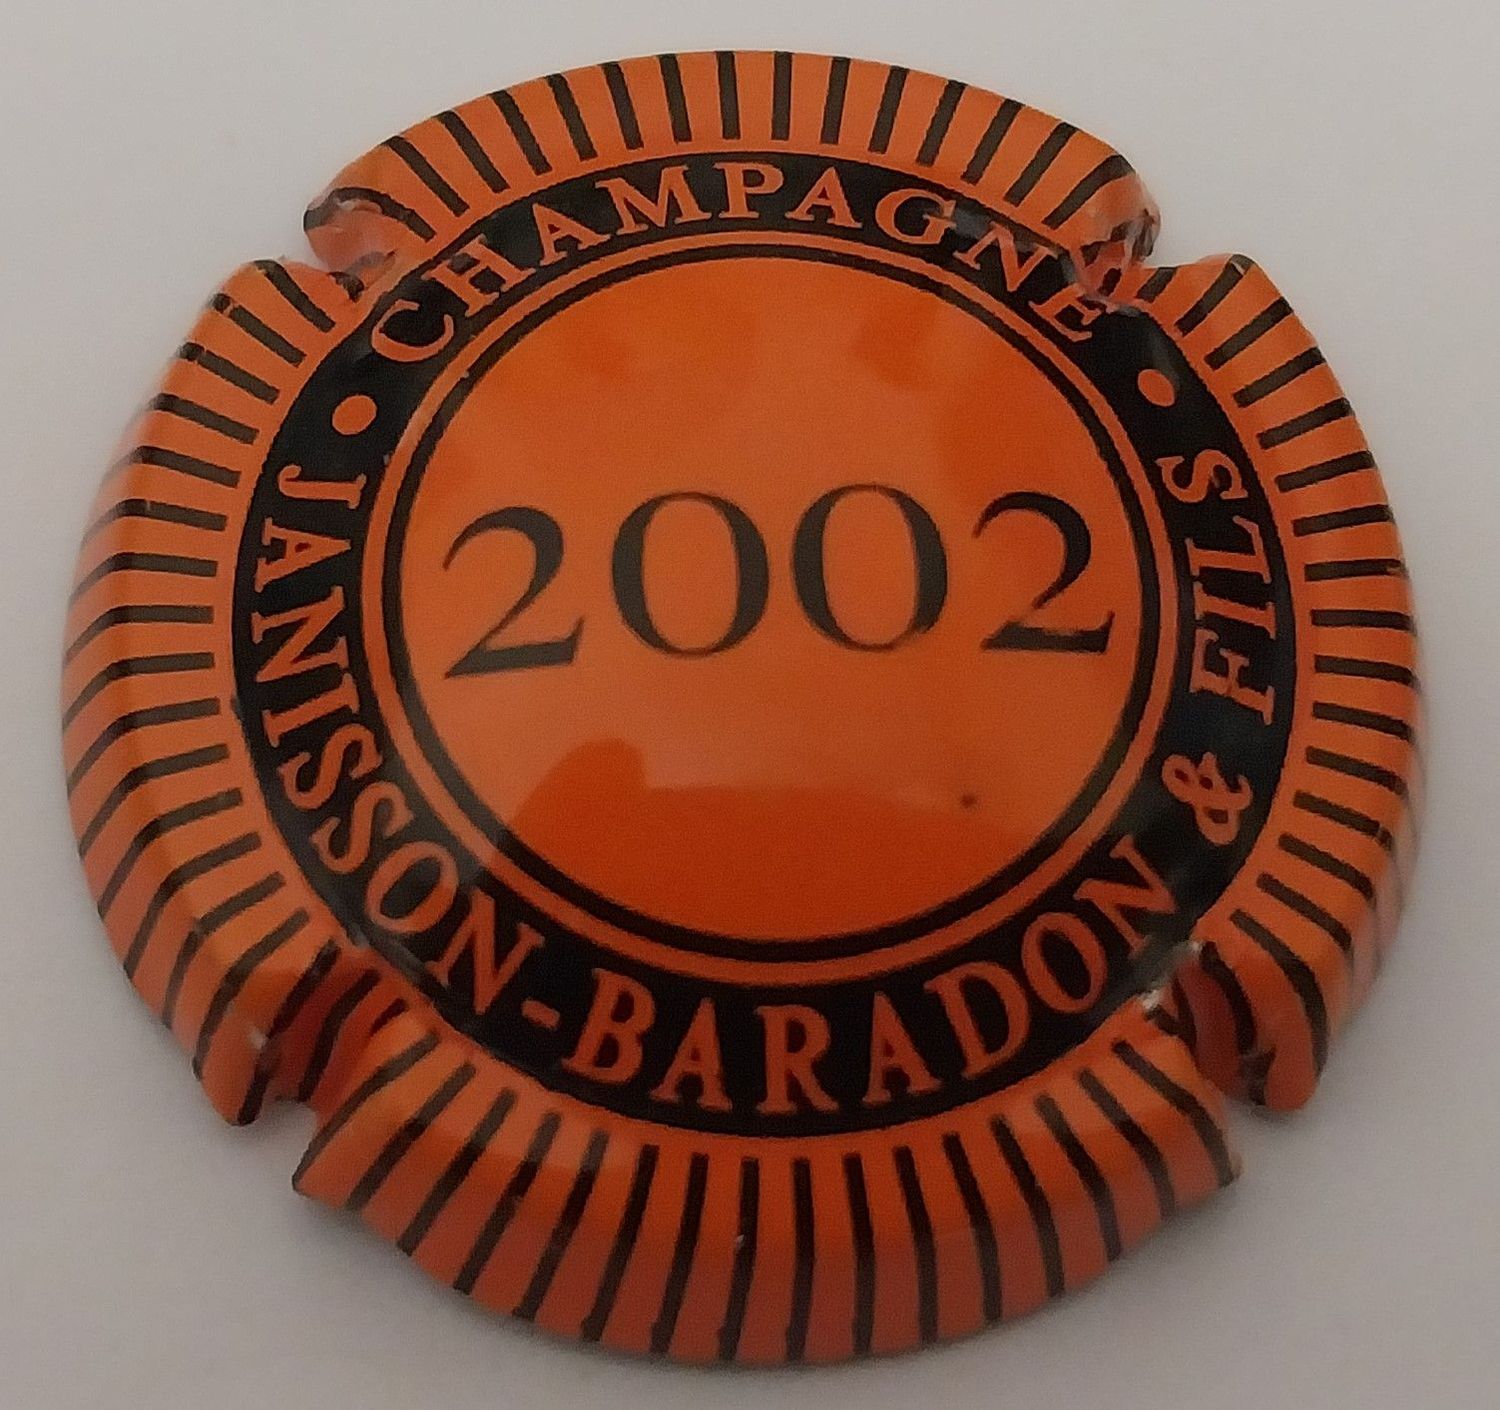 CHAMPAGNE
2002
• JANISSON-BARADON & FILS •